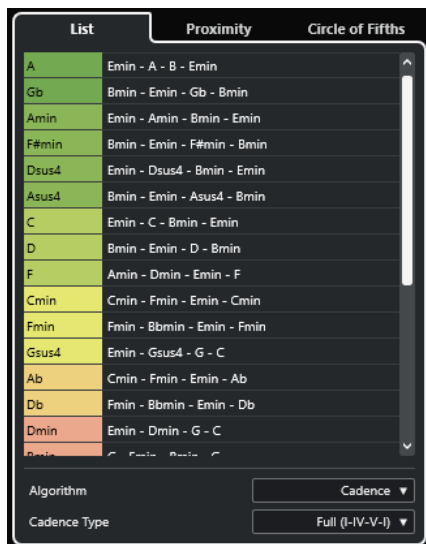 List Proximity Circle of Fifths
A Emin - A - B - Emin
Gb Bmin - Emin - Gb - Bmin
Amin Emin - Amin - Bmin - Emin
F#min Bmin - Emin - F#min - Bmin
Dsus4 Emin - Dsus4 - Bmin - Emin
Asus4 Bmin - Emin - Asus4 - Bmin
C Emin - C - Bmin - Emin
D Bmin - Emin - D - Bmin
F Amin - Dmin - Emin - F
Cmin Cmin - Fmin - Emin - Cmin
Fmin Fmin - Bbmin - Emin - Fmin
Gsus4 Emin - Gsus4 - G - C
Ab Cmin - Fmin - Emin - Ab
Db Fmin - Bbmin - Emin - Db
Dmin Emin - Dmin - G - C
Algorithm Cadence
Cadence Type Full (I-IV-V-I)